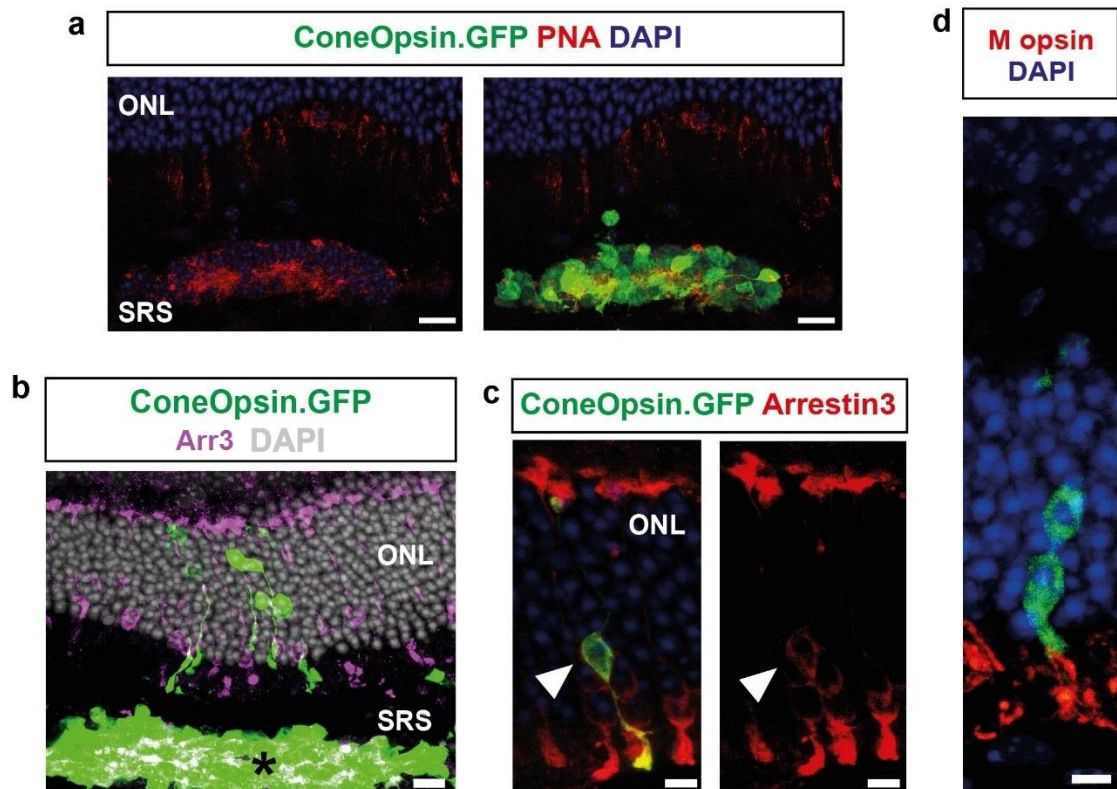 a
ConeOpsin.GFP PNA DAPI
ONL
SRS
b
ConeOpsin.GFP
Arr3 DAPI
ONL
SRS
*
c
ConeOpsin.GFP Arrestin3
ONL
d
M opsin
DAPI